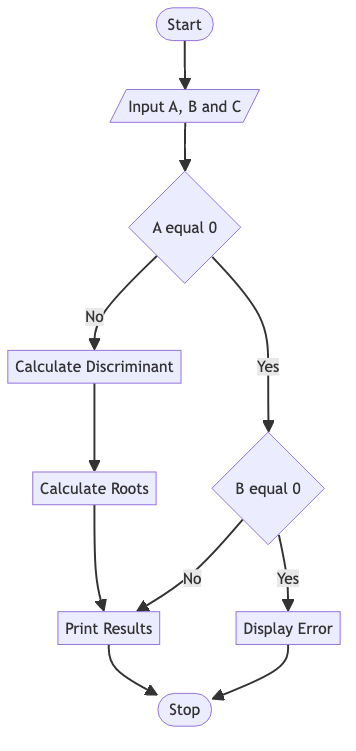 Start
Input A, B and C
A equal 0
No
Yes
Calculate Discriminant
Calculate Roots
B equal 0
No
Yes
Print Results
Display Error
Stop